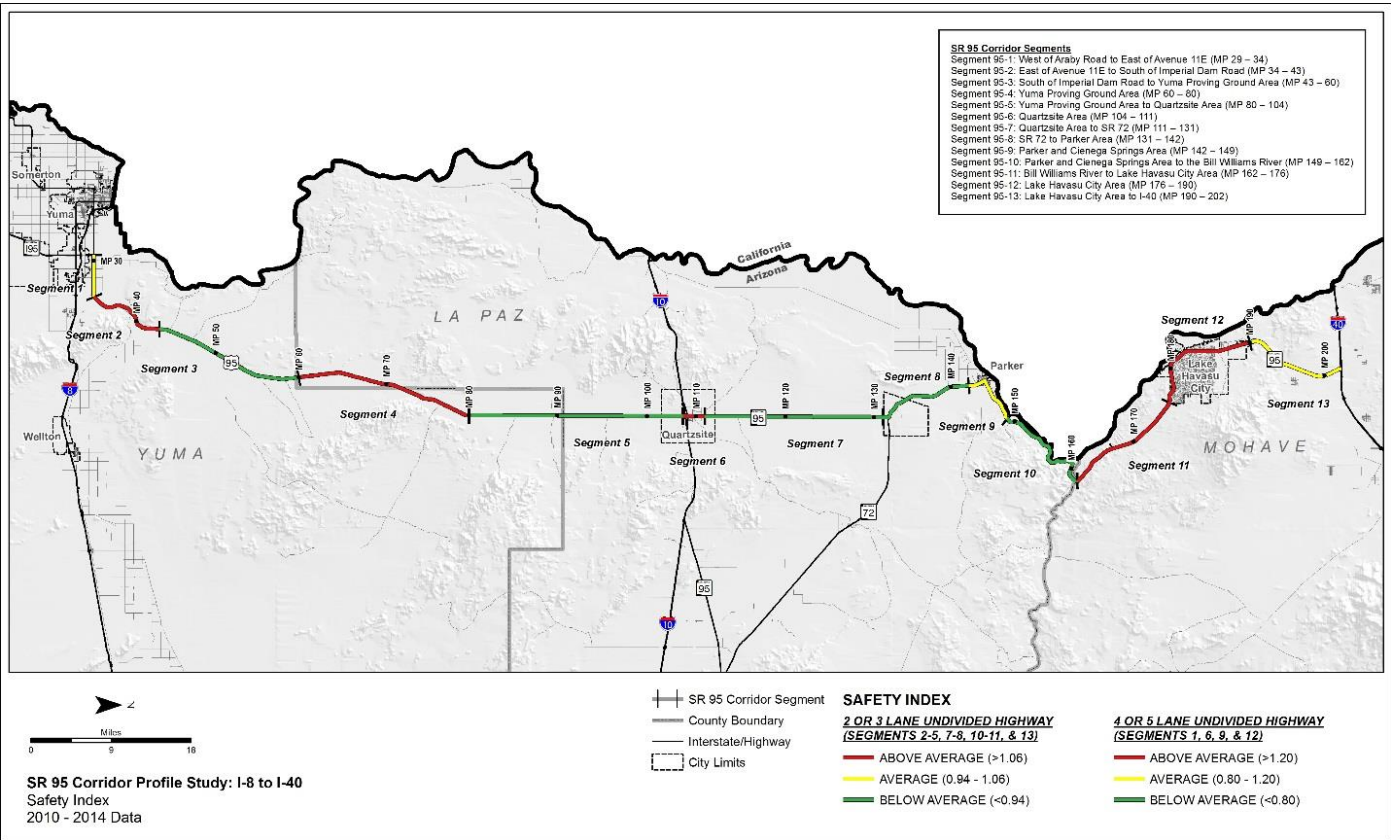 SR 95 Corridor Segments
Segment 95-1: West of Araby Road to East of Avenue 11E (MP 29 – 34)
Segment 95-2: East of Avenue 11E to South of Imperial Dam Road (MP 34 – 43)
Segment 95-3: South of Imperial Dam Road to Yuma Proving Ground Area (MP 43 – 60)
Segment 95-4: Yuma Proving Ground Area (MP 60 – 80)
Segment 95-5: Yuma Proving Ground Area to Quartzsite Area (MP 80 – 104)
Segment 95-6: Quartzsite Area (MP 104 – 111)
Segment 95-7: Quartzsite Area to SR 72 (MP 111 – 131)
Segment 95-8: SR 72 to Parker Area (MP 131 – 142)
Segment 95-9: Parker and Cienega Springs Area (MP 142 – 149)
Segment 95-10: Parker and Cienega Springs Area to the Bill Williams River (MP 149 – 162)
Segment 95-11: Bill Williams River to Lake Havasu City Area (MP 162 – 176)
Segment 95-12: Lake Havasu City Area (MP 176 – 190)
Segment 95-13: Lake Havasu City Area to I-40 (MP 190 – 202)
Somerton
Yuma
195
MP 30
Segment 1
MP 40
Segment 2
MP 50
Segment 3
95
MP 60
8
Wellton
YUMA
LA PAZ
MP 70
Segment 4
MP 80
MP 90
Segment 5
MP 100
California
Arizona
10
MP 110
Quartzsite
Segment 6
95
MP 120
Segment 7
MP 130
72
95
10
Segment 8
MP 140
Parker
Segment 9
MP 150
Segment 10
MP 160
Segment 11
MP 170
MP 180
Segment 12
Lake
Havasu
City
MP 190
95
MP 200
40
Segment 13
MOHAVE
N
Miles
0 9 18
SR 95 Corridor Profile Study: I-8 to I-40
Safety Index
2010 - 2014 Data
SR 95 Corridor Segment
County Boundary
Interstate/Highway
City Limits
SAFETY INDEX
2 OR 3 LANE UNDIVIDED HIGHWAY
(SEGMENTS 2-5, 7-8, 10-11, & 13)
ABOVE AVERAGE (>1.06)
AVERAGE (0.94 - 1.06)
BELOW AVERAGE (<0.94)
4 OR 5 LANE UNDIVIDED HIGHWAY
(SEGMENTS 1, 6, 9, & 12)
ABOVE AVERAGE (>1.20)
AVERAGE (0.80 - 1.20)
BELOW AVERAGE (<0.80)